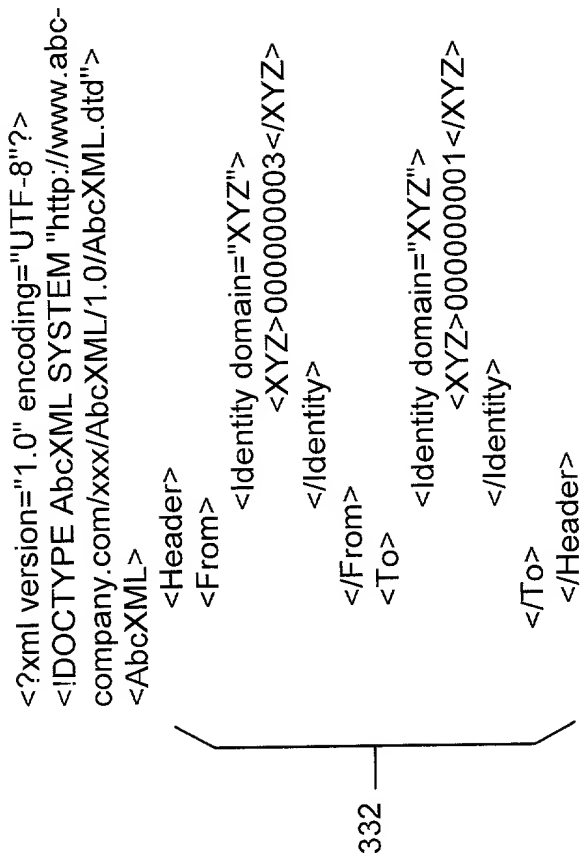 <?xml version="1.0" encoding="UTF-8"?>
<!DOCTYPE AbcXML SYSTEM "http://www.abc-
company.com/xxx/AbcXML/1.0/AbcXML.dtd">
<AbcXML>
<Header>
<From>
<Identity domain="XYZ">
<XYZ>000000003</XYZ>
</Identity>
</From>
<To>
<Identity domain="XYZ">
<XYZ>000000001</XYZ>
</Identity>
</To>
</Header>
332